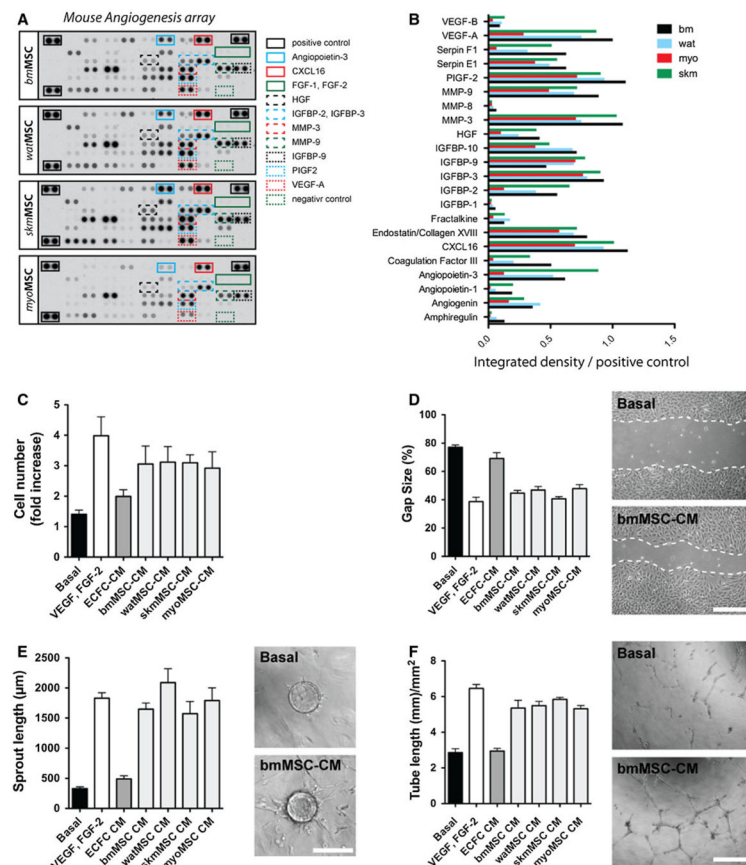 A
Mouse Angiogenesis array
bmMSC
watMSC
skmMSC
myoMSC
positive control
Angiopoietin-3
CXCL16
FGF-1, FGF-2
HGF
IGFBP-2, IGFBP-3
MMP-3
MMP-9
IGFBP-9
PlGF2
VEGF-A
negativr control
B
VEGF-B
VEGF-A
Serpin F1
Serpin E1
PlGF-2
MMP-9
MMP-8
MMP-3
HGF
IGFBP-10
IGFBP-9
IGFBP-3
IGFBP-2
IGFBP-1
Fractalkine
Endostatin/Collagen XVIII
CXCL16
Coagulation Factor III
Angiopoietin-3
Angiopoietin-1
Angiogenin
Amphiregulin
0.0 0.5 1.0 1.5
Integrated density / positive control
bm
wat
myo
skm
C
Cell number
(fold increase)
5
4
3
2
1
0
Basal
VEGF, FGF-2
ECFC-CM
bmMSC-CM
watMSC-CM
skmMSC-CM
myoMSC-CM
D
Gap Size (%)
100
80
60
40
20
0
Basal
VEGF, FGF-2
ECFC-CM
bmMSC-CM
watMSC-CM
skmMSC-CM
myoMSC-CM
Basal
bmMSC-CM
E
Sprout length (µm)
2500
2000
1500
1000
500
0
Basal
VEGF, FGF-2
ECFC CM
bmMSC CM
watMSC CM
skmMSC CM
myoMSC CM
Basal
bmMSC-CM
F
Tube length (mm)/mm²
8
6
4
2
0
Basal
VEGF, FGF-2
ECFC CM
bmMSC CM
watMSC CM
skmMSC CM
myoMSC CM
Basal
bmMSC-CM